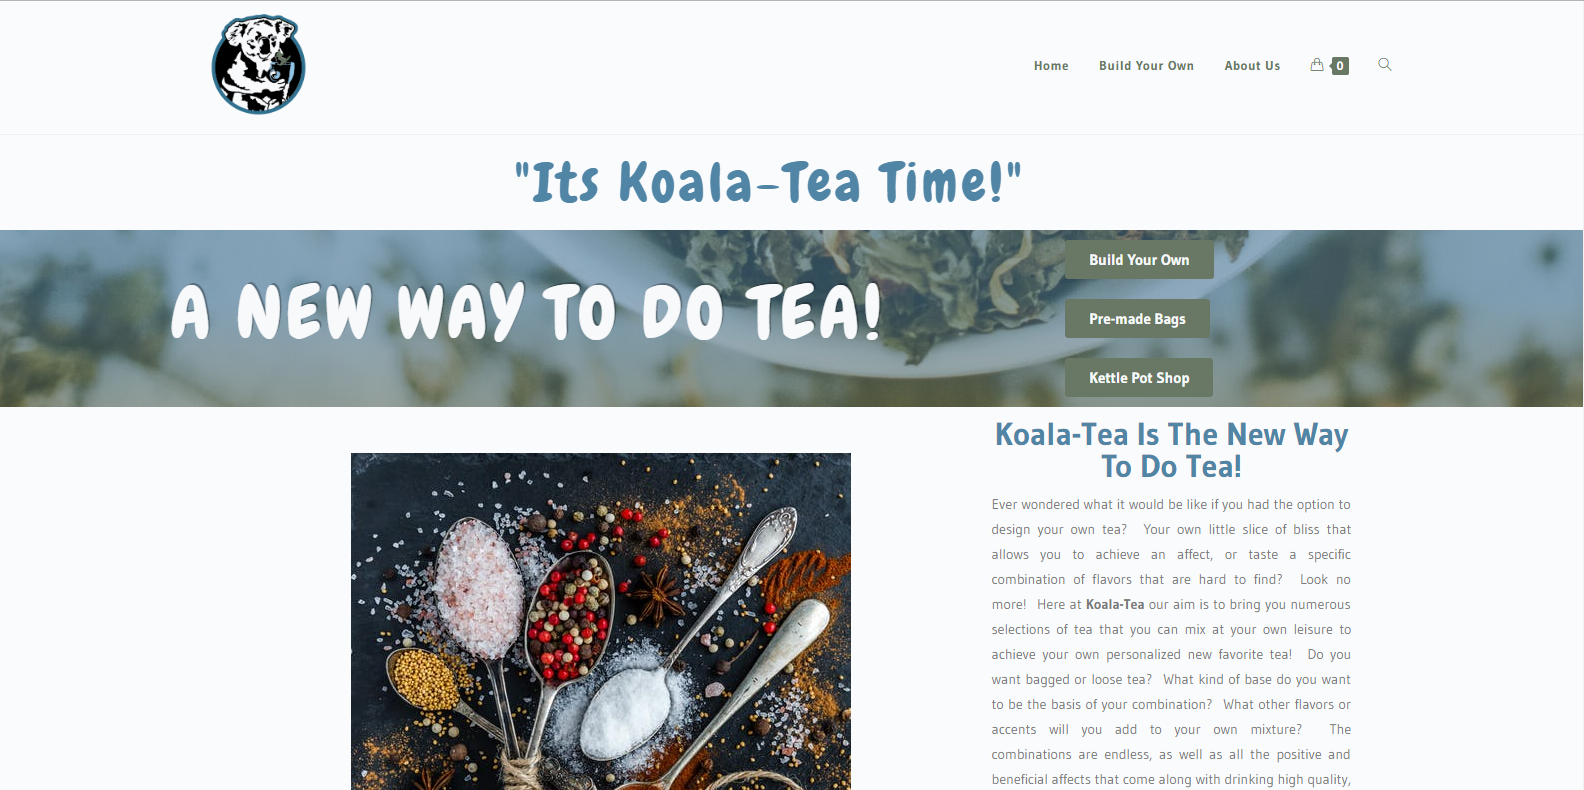 Home Build Your Own About Us 0
"Its Koala-Tea Time!"
A NEW WAY TO DO TEA!
Build Your Own
Pre-made Bags
Kettle Pot Shop
Koala-Tea Is The New Way
To Do Tea!
Ever wondered what it would be like if you had the option to
design your own tea? Your own little slice of bliss that
allows you to achieve an affect, or taste a specific
combination of flavors that are hard to find? Look no
more! Here at Koala-Tea our aim is to bring you numerous
selections of tea that you can mix at your own leisure to
achieve your own personalized new favorite tea! Do you
want bagged or loose tea? What kind of base do you want
to be the basis of your combination? What other flavors or
accents will you add to your own mixture? The
combinations are endless, as well as all the positive and
beneficial affects that come along with drinking high quality,